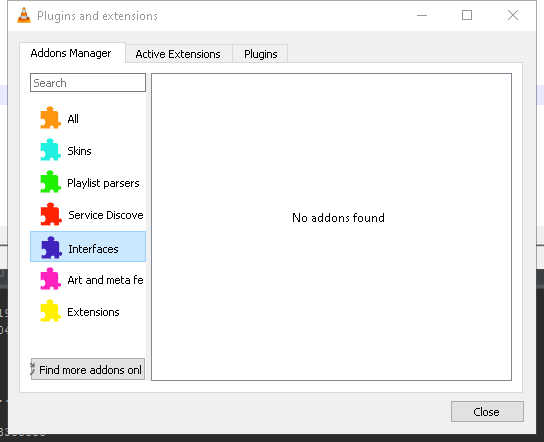 Plugins and extensions
Addons Manager
Active Extensions
Plugins
Search
All
Skins
Playlist parsers
Service Discove
Interfaces
Art and meta fe
Extensions
No addons found
Find more addons onl
Close